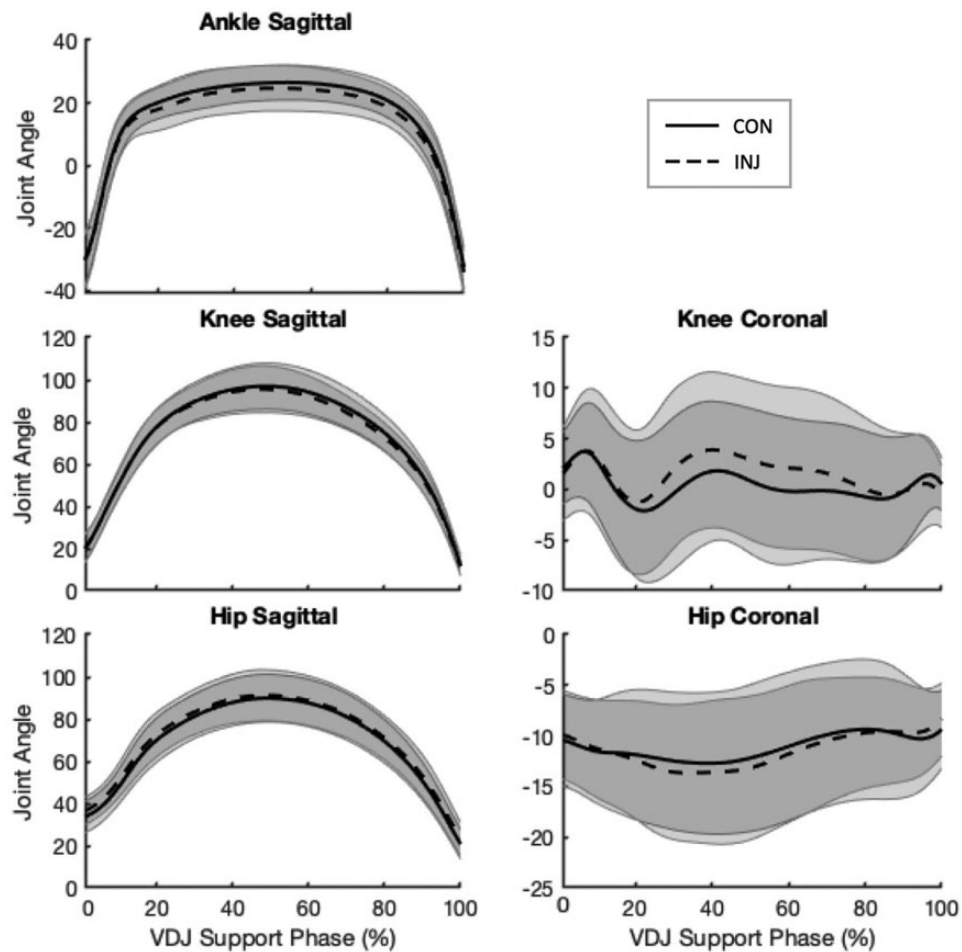 Ankle Sagittal
Joint Angle
40
20
0
-20
-40
CON
INJ
Knee Sagittal
Joint Angle
120
100
80
60
40
20
0
Knee Coronal
15
10
5
0
-5
-10
Hip Sagittal
Joint Angle
120
100
80
60
40
20
0
0 20 40 60 80 100
VDJ Support Phase (%)
Hip Coronal
0
-5
-10
-15
-20
-25
0 20 40 60 80 100
VDJ Support Phase (%)